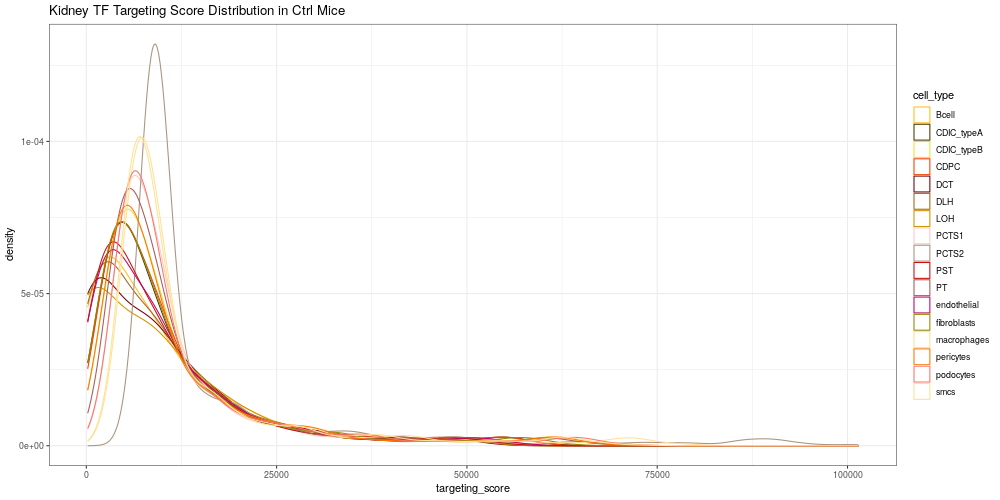 Kidney TF Targeting Score Distribution in Ctrl Mice
density
1e-04
5e-05
0e+00
0
25000
50000
75000
100000
targeting_score
cell_type
Bcell
CDIC_typeA
CDIC_typeB
CDPC
DCT
DLH
LOH
PCTS1
PCTS2
PST
PT
endothelial
fibroblasts
macrophages
pericytes
podocytes
smcs